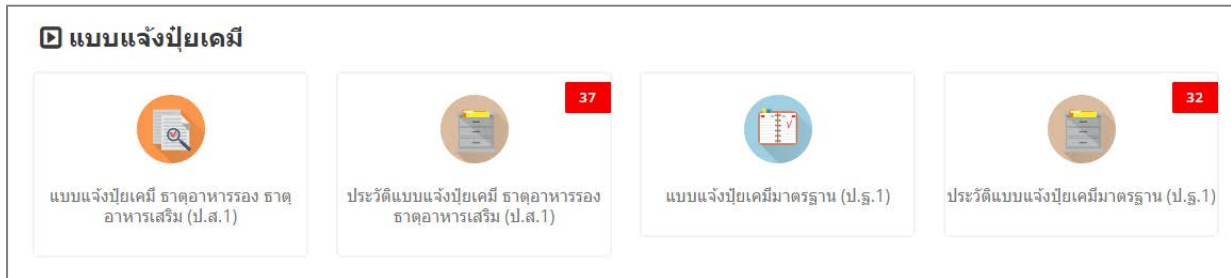 แบบแจ้งปุ๋ยเคมี
37
32
แบบแจ้งปุ๋ยเคมี ธาตุอาหารรอง ธาตุ
อาหารเสริม (ป.ส.1)
ประวัติแบบแจ้งปุ๋ยเคมี ธาตุอาหารรอง
ธาตุอาหารเสริม (ป.ส.1)
แบบแจ้งปุ๋ยเคมีมาตรฐาน (ป.ฐ.1)
ประวัติแบบแจ้งปุ๋ยเคมีมาตรฐาน (ป.ฐ.1)